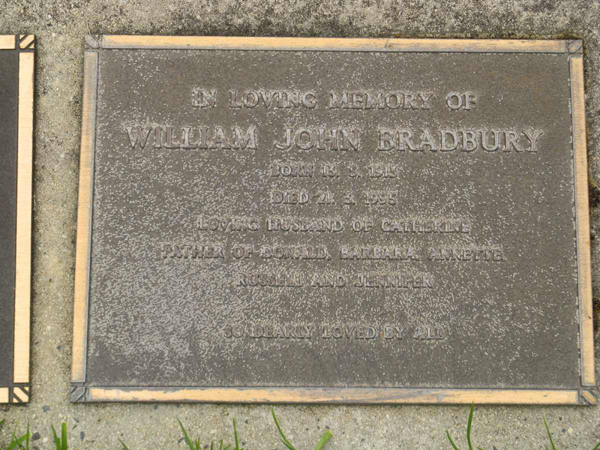 IN LOVING MEMORY OF
WILLIAM JOHN BRADBURY
BORN
DIED
LOVING HUSBAND OF CATHERINE
FATHER OF RONALD, BARBARA, ANNETTE,
RUSSELL AND JENNIFER
SO DEARLY LOVED BY ALL